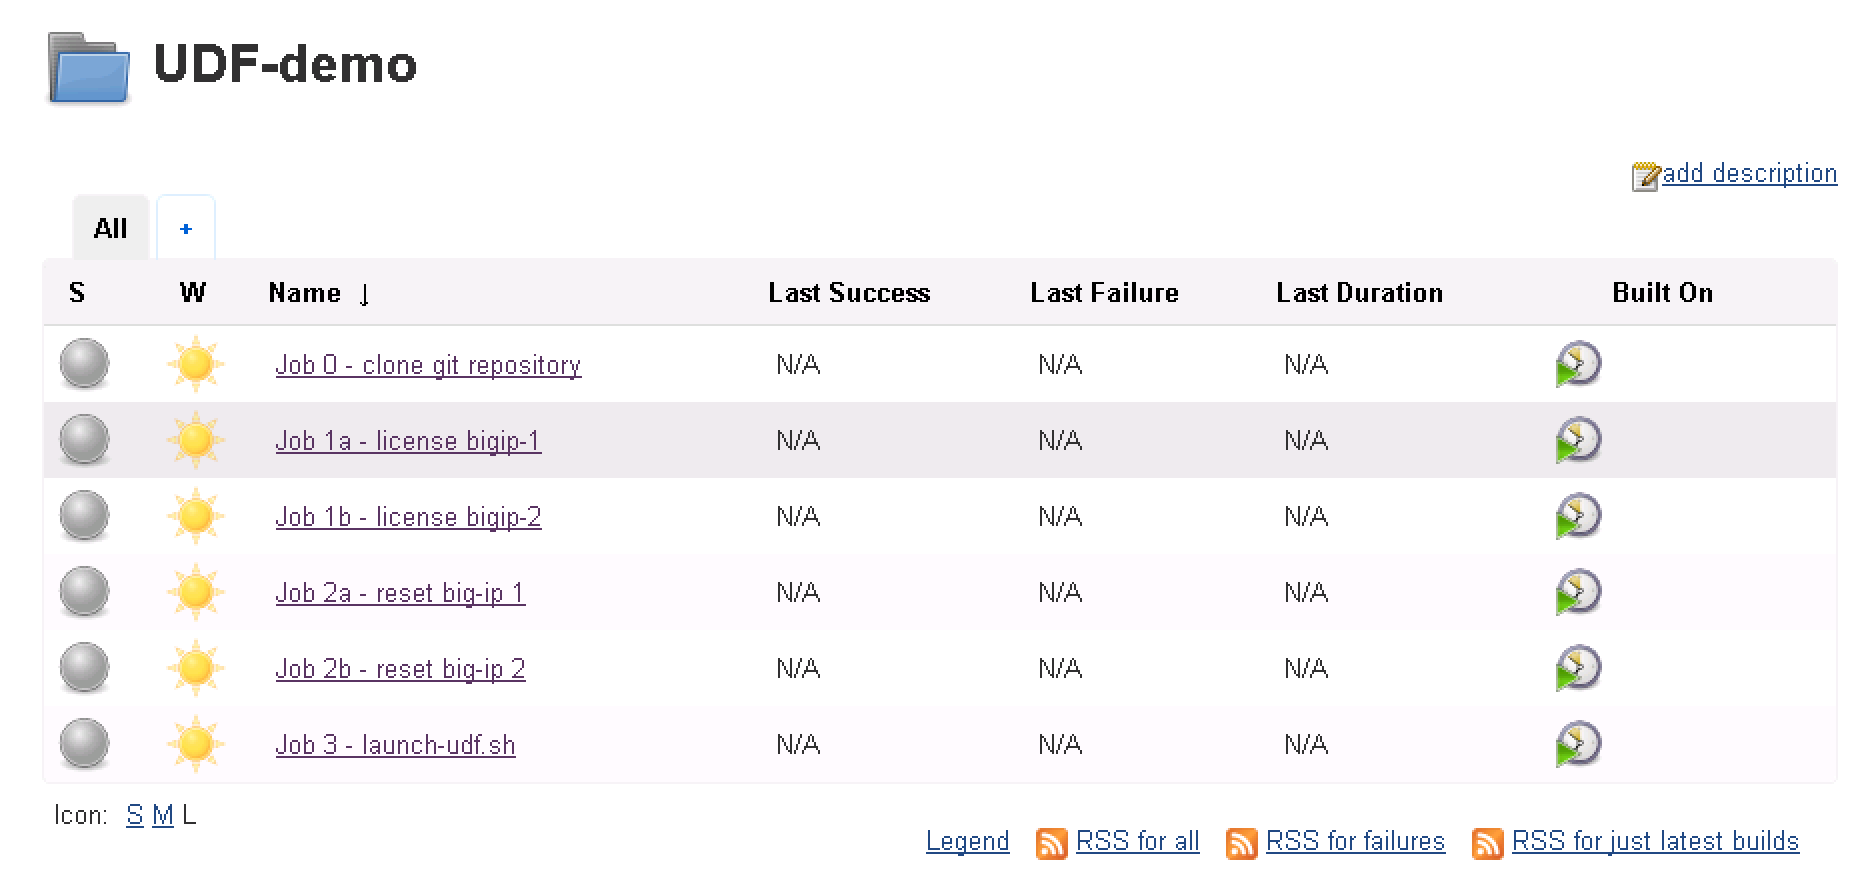 UDF-demo
add description
All +
S W Name ↓ Last Success Last Failure Last Duration Built On
Job 0 - clone git repository N/A N/A N/A
Job 1a - license bigip-1 N/A N/A N/A
Job 1b - license bigip-2 N/A N/A N/A
Job 2a - reset big-ip 1 N/A N/A N/A
Job 2b - reset big-ip 2 N/A N/A N/A
Job 3 - launch-udf.sh N/A N/A N/A
Icon: S M L
Legend RSS for all RSS for failures RSS for just latest builds